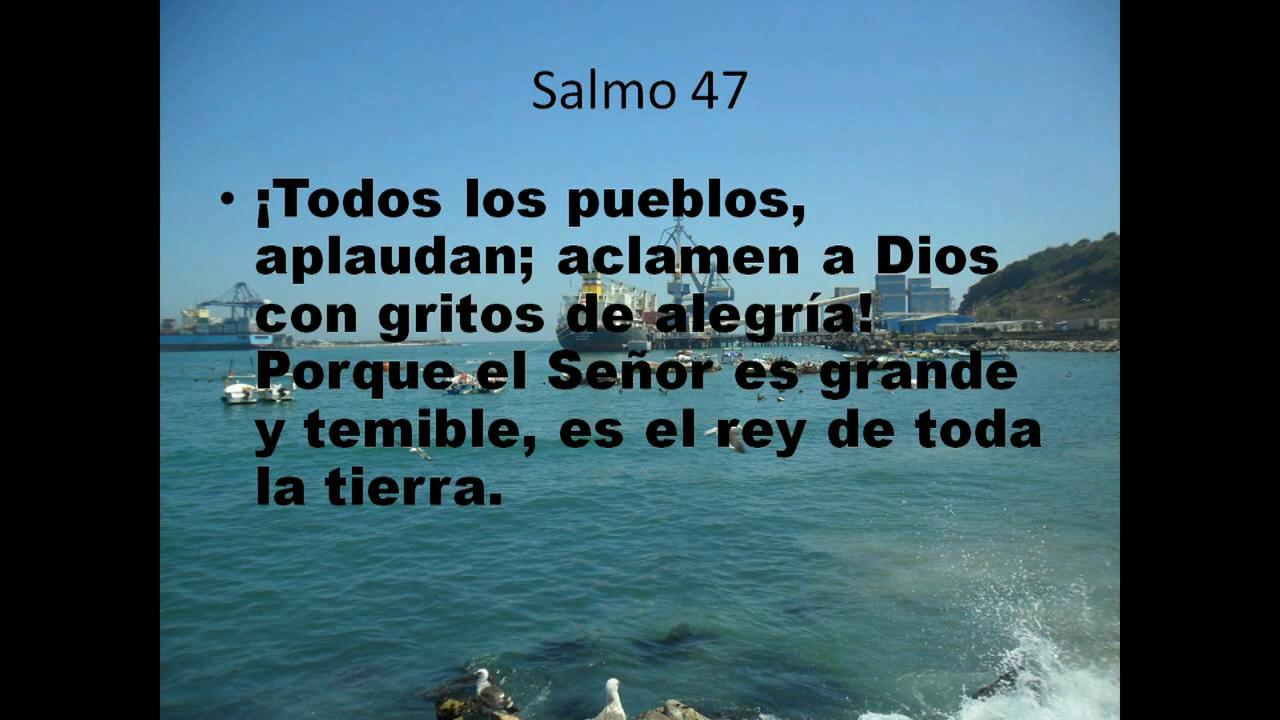 Salmo 47
• ¡Todos los pueblos,
aplaudan; aclamen a Dios
con gritos de alegría!
Porque el Señor es grande
y temible, es el rey de toda
la tierra.